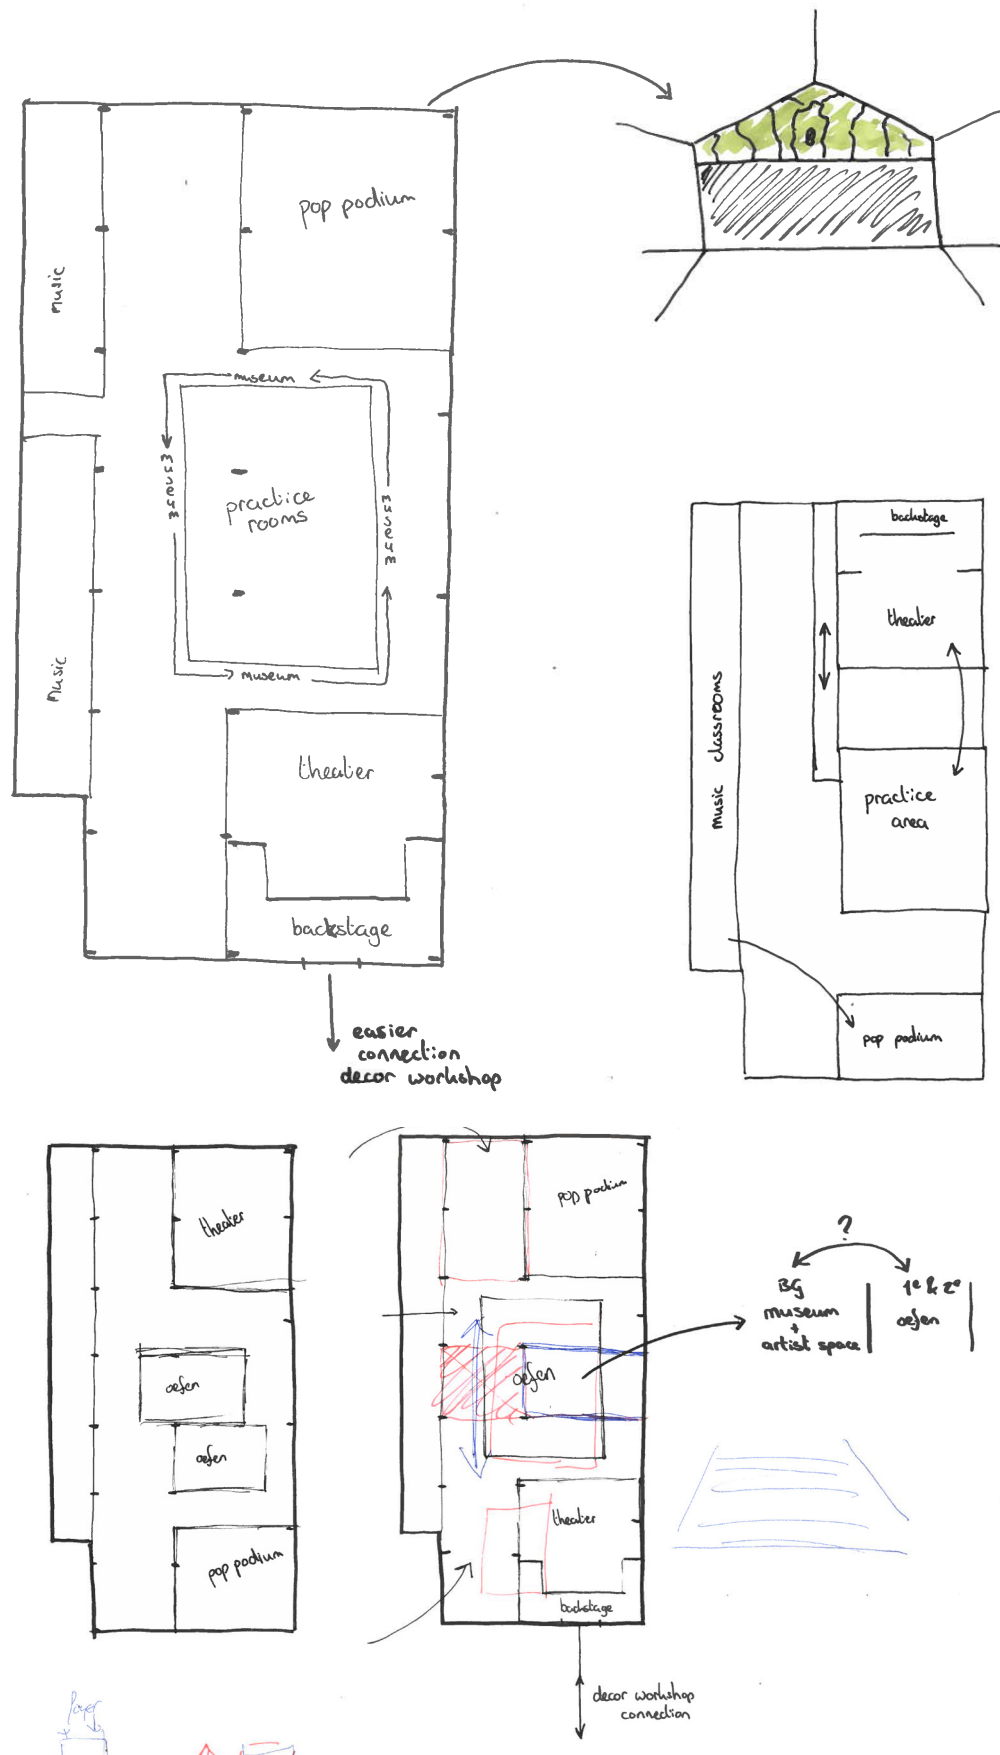 pop podium
music
museum
museum
museum
practice
rooms
museum
music
theater
backstage
easier
connection
decor workshop
backstage
theater
music classrooms
practice
area
pop podium
theater
oefen
oefen
pop podium
pop podium
oefen
theater
backstage
decor workshop
connection
?
BG
museum
+
artist space
1e & 2e
oefen